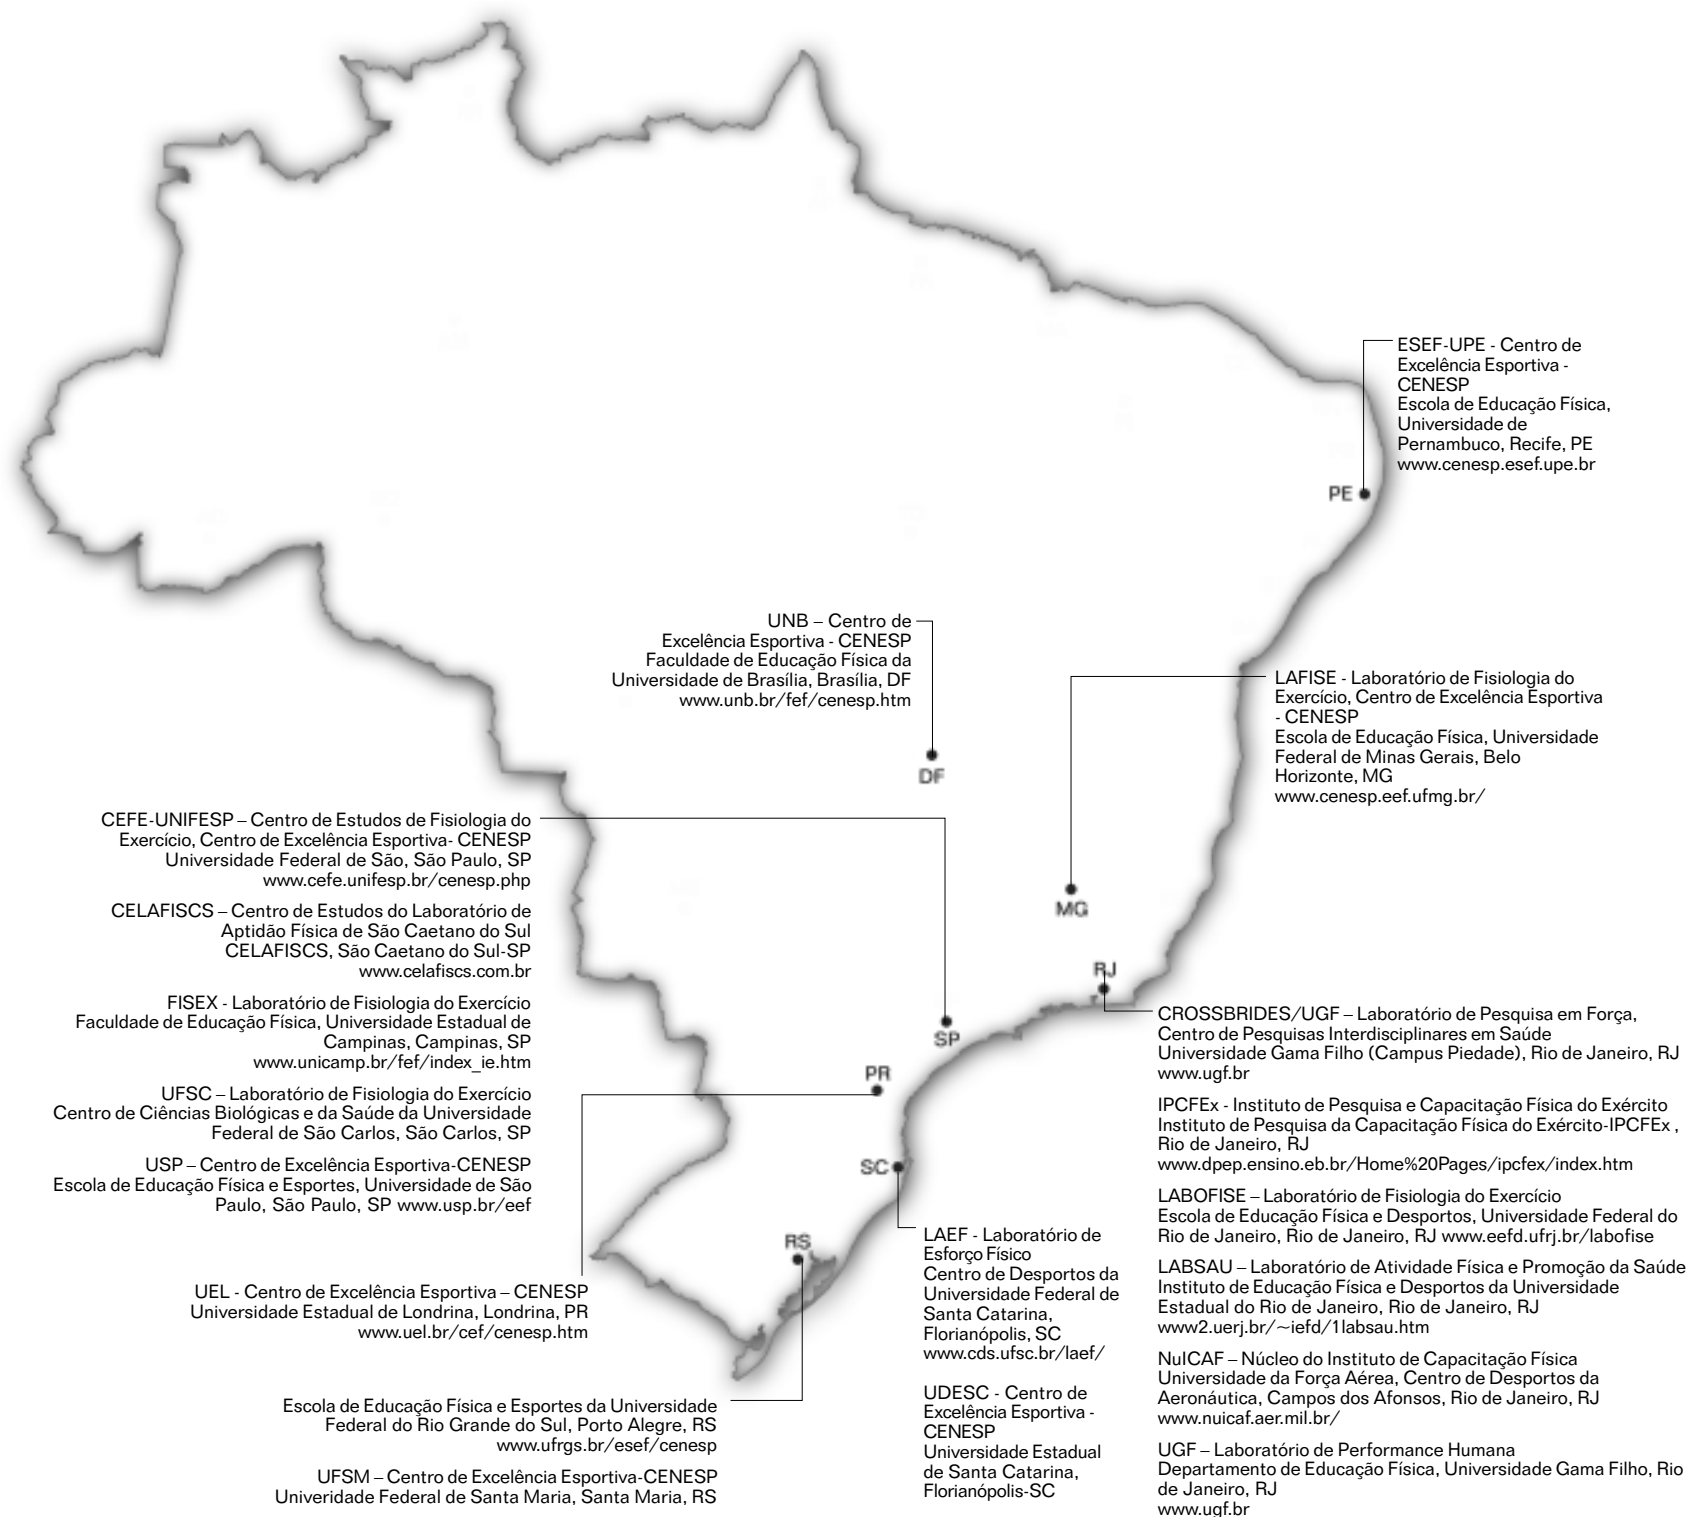 ESEF-UPE - Centro de
Excelência Esportiva -
CENESP
Escola de Educação Física,
Universidade de
Pernambuco, Recife, PE
www.cenesp.esef.upe.br
PE
UNB – Centro de
Excelência Esportiva - CENESP
Faculdade de Educação Física da
Universidade de Brasília, Brasília, DF
www.unb.br/fef/cenesp.htm
DF
LAFISE - Laboratório de Fisiologia do
Exercício, Centro de Excelência Esportiva
- CENESP
Escola de Educação Física, Universidade
Federal de Minas Gerais, Belo
Horizonte, MG
www.cenesp.eef.ufmg.br/
MG
CEFE-UNIFESP – Centro de Estudos de Fisiologia do
Exercício, Centro de Excelência Esportiva- CENESP
Universidade Federal de São, São Paulo, SP
www.cefe.unifesp.br/cenesp.php
CELAFISCS – Centro de Estudos do Laboratório de
Aptidão Física de São Caetano do Sul
CELAFISCS, São Caetano do Sul-SP
www.celafiscs.com.br
FISEX - Laboratório de Fisiologia do Exercício
Faculdade de Educação Física, Universidade Estadual de
Campinas, Campinas, SP
www.unicamp.br/fef/index_ie.htm
UFSC – Laboratório de Fisiologia do Exercício
Centro de Ciências Biológicas e da Saúde da Universidade
Federal de São Carlos, São Carlos, SP
USP – Centro de Excelência Esportiva-CENESP
Escola de Educação Física e Esportes, Universidade de São
Paulo, São Paulo, SP www.usp.br/eef
RJ
SP
PR
SC
RS
CROSSBRIDES/UGF – Laboratório de Pesquisa em Força,
Centro de Pesquisas Interdisciplinares em Saúde
Universidade Gama Filho (Campus Piedade), Rio de Janeiro, RJ
www.ugf.br
IPCFEx - Instituto de Pesquisa e Capacitação Física do Exército
Instituto de Pesquisa da Capacitação Física do Exército-IPCFEx ,
Rio de Janeiro, RJ
www.dpep.ensino.eb.br/Home%20Pages/ipcfex/index.htm
LABOFISE – Laboratório de Fisiologia do Exercício
Escola de Educação Física e Desportos, Universidade Federal do
Rio de Janeiro, Rio de Janeiro, RJ www.eefd.ufrj.br/labofise
LABSAU – Laboratório de Atividade Física e Promoção da Saúde
Instituto de Educação Física e Desportos da Universidade
Estadual do Rio de Janeiro, Rio de Janeiro, RJ
www2.uerj.br/~iefd/1labsau.htm
NuICAF – Núcleo do Instituto de Capacitação Física
Universidade da Força Aérea, Centro de Desportos da
Aeronáutica, Campos dos Afonsos, Rio de Janeiro, RJ
www.nuicaf.aer.mil.br/
UGF – Laboratório de Performance Humana
Departamento de Educação Física, Universidade Gama Filho, Rio
de Janeiro, RJ
www.ugf.br
LAEF - Laboratório de
Esforço Físico
Centro de Desportos da
Universidade Federal de
Santa Catarina,
Florianópolis, SC
www.cds.ufsc.br/laef/
UDESC - Centro de
Excelência Esportiva -
CENESP
Universidade Estadual
de Santa Catarina,
Florianópolis-SC
UEL - Centro de Excelência Esportiva – CENESP
Universidade Estadual de Londrina, Londrina, PR
www.uel.br/cef/cenesp.htm
Escola de Educação Física e Esportes da Universidade
Federal do Rio Grande do Sul, Porto Alegre, RS
www.ufrgs.br/esef/cenesp
UFSM – Centro de Excelência Esportiva-CENESP
Univeridade Federal de Santa Maria, Santa Maria, RS